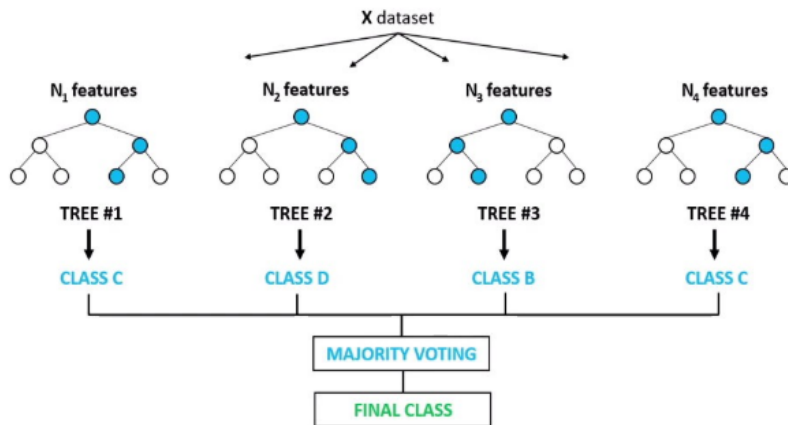 X dataset
N₁ features N₂ features N₃ features N₄ features
TREE #1 TREE #2 TREE #3 TREE #4
CLASS C CLASS D CLASS B CLASS C
MAJORITY VOTING
FINAL CLASS